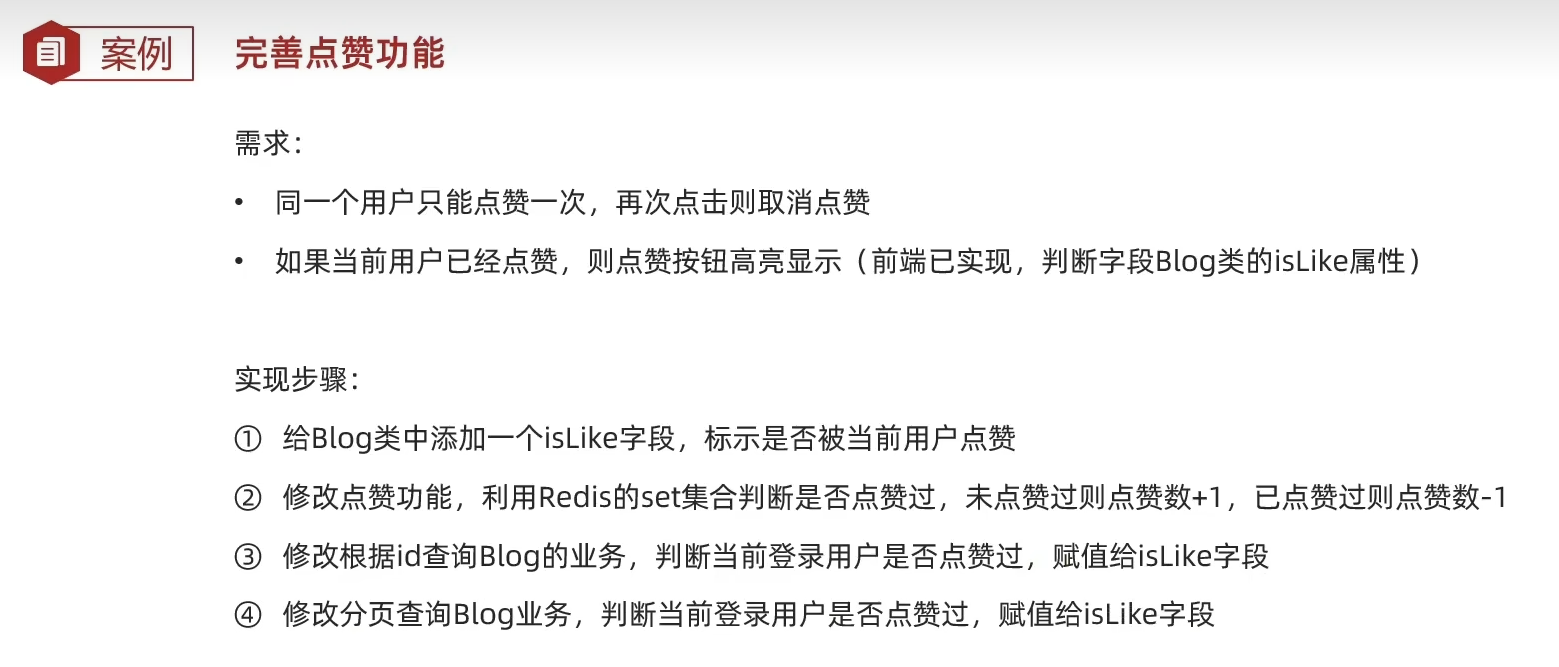 案例 完善点赞功能
需求：
• 同一个用户只能点赞一次，再次点击则取消点赞
• 如果当前用户已经点赞，则点赞按钮高亮显示（前端已实现，判断字段Blog类的isLike属性）
实现步骤：
① 给Blog类中添加一个isLike字段，标示是否被当前用户点赞
② 修改点赞功能，利用Redis的set集合判断是否点赞过，未点赞过则点赞数+1，已点赞过则点赞数-1
③ 修改根据id查询Blog的业务，判断当前登录用户是否点赞过，赋值给isLike字段
④ 修改分页查询Blog业务，判断当前登录用户是否点赞过，赋值给isLike字段